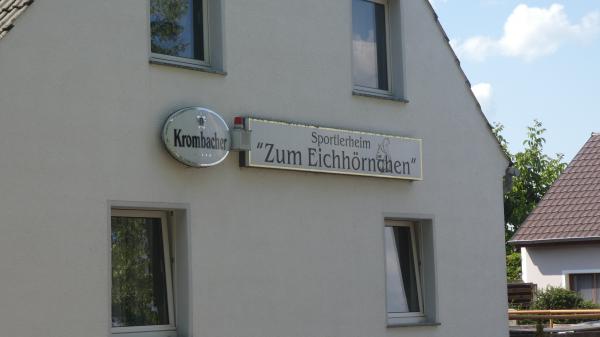 Krombacher
Sportlerheim
"Zum Eichhörnchen"